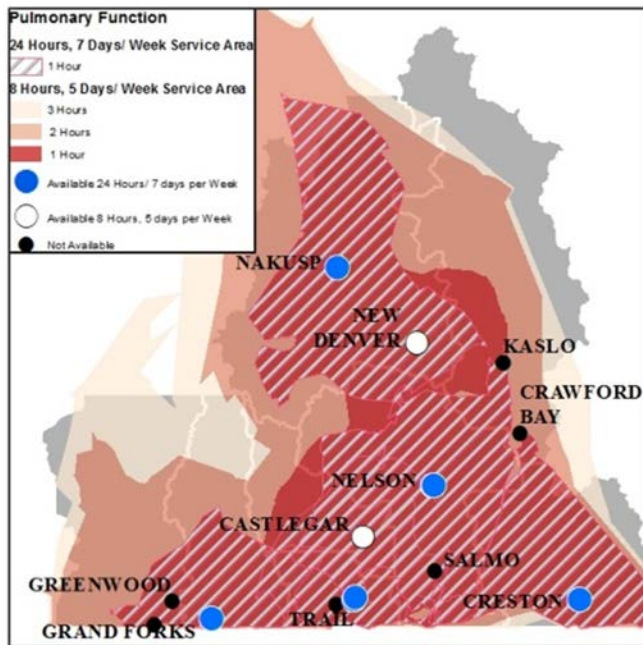 Pulmonary Function
24 Hours, 7 Days/ Week Service Area
1 Hour
8 Hours, 5 Days/ Week Service Area
3 Hours
2 Hours
1 Hour
Available 24 Hours/ 7 days per Week
Available 8 Hours, 5 days per Week
Not Available
NAKUSP
NEW
DENVER
KASLO
CRAWFORD
BAY
NELSON
CASTLEGAR
SALMO
GREENWOOD
TRAIL
CRESTON
GRAND FORKS